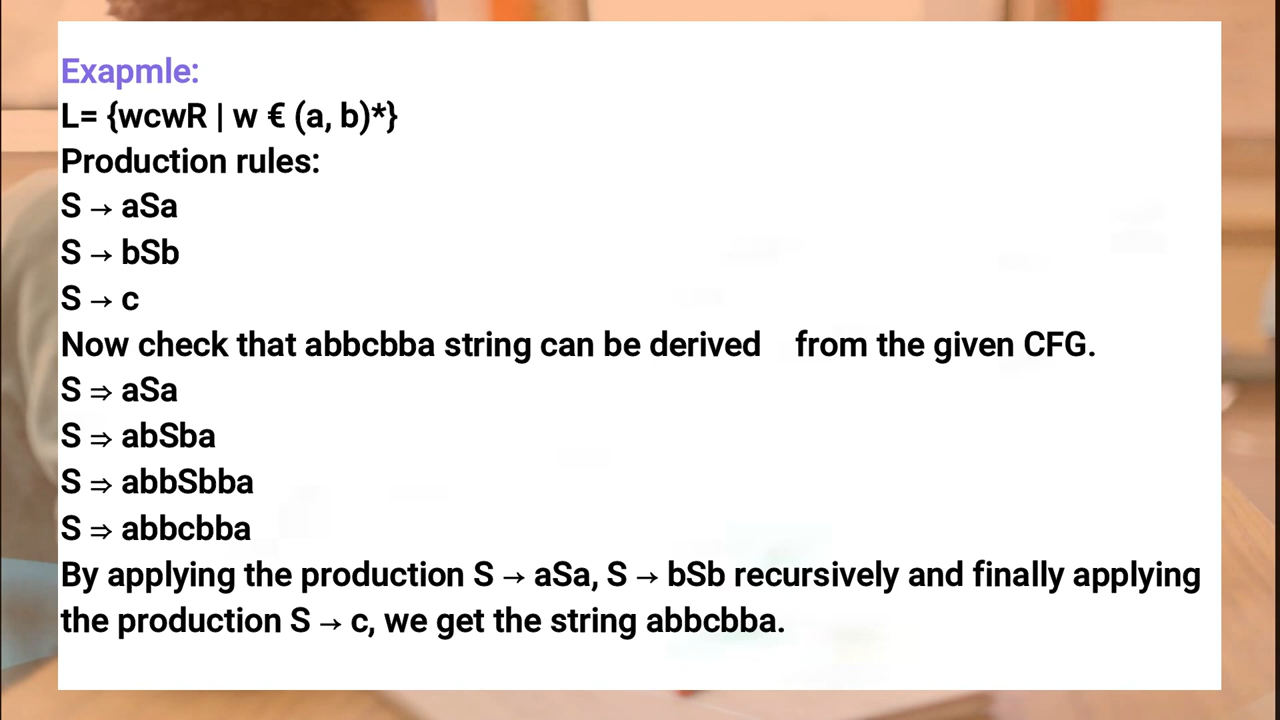 Exapmle:
L= {wcwR | w € (a, b)*}
Production rules:
S → aSa
S → bSb
S → c
Now check that abbcbba string can be derived from the given CFG.
S ⇒ aSa
S ⇒ abSba
S ⇒ abbSbba
S ⇒ abbcbba
By applying the production S → aSa, S → bSb recursively and finally applying
the production S → c, we get the string abbcbba.